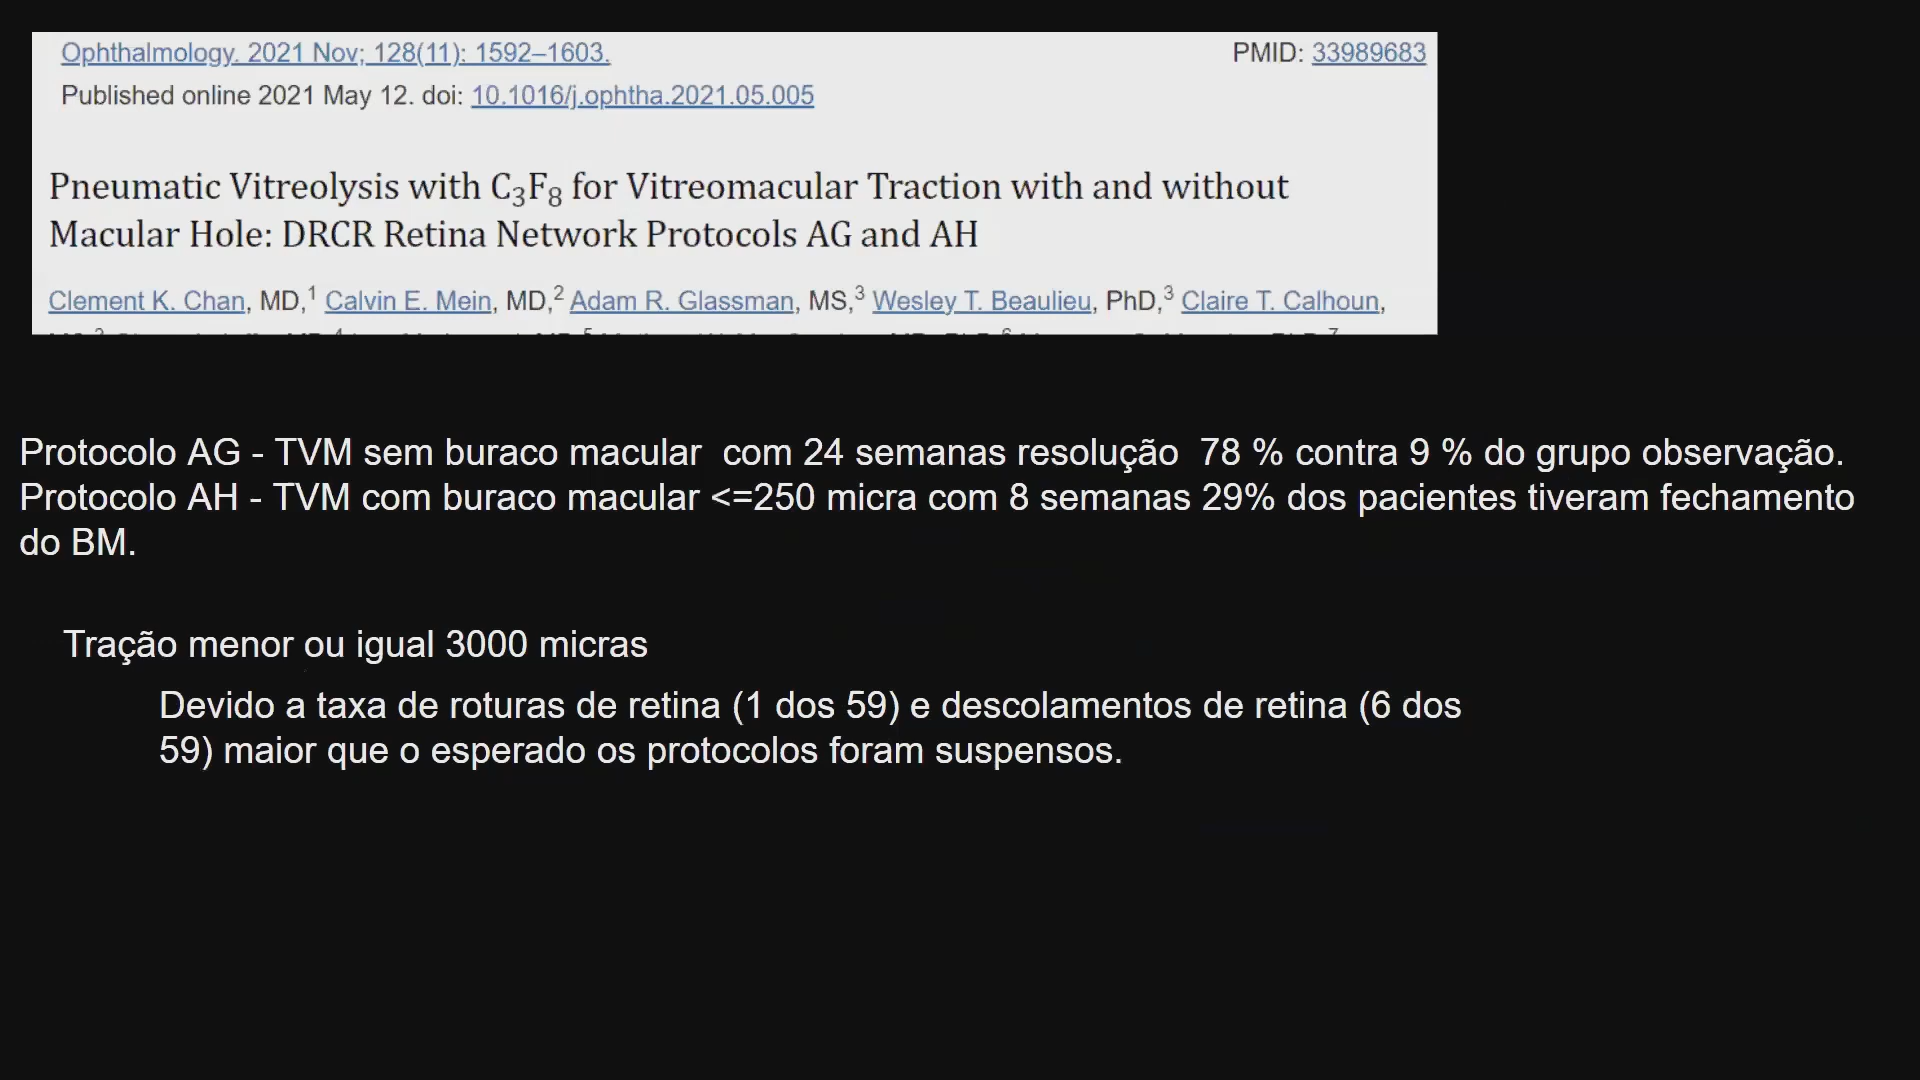 Ophthalmology. 2021 Nov; 128(11): 1592–1603. PMID: 33989683
Published online 2021 May 12. doi: 10.1016/j.ophtha.2021.05.005
Pneumatic Vitreolysis with C3F8 for Vitreomacular Traction with and without
Macular Hole: DRCR Retina Network Protocols AG and AH
Clement K. Chan, MD,1 Calvin E. Mein, MD,2 Adam R. Glassman, MS,3 Wesley T. Beaulieu, PhD,3 Claire T. Calhoun,
Protocolo AG - TVM sem buraco macular com 24 semanas resolução 78 % contra 9 % do grupo observação.
Protocolo AH - TVM com buraco macular <=250 micra com 8 semanas 29% dos pacientes tiveram fechamento
do BM.
Tração menor ou igual 3000 micras
Devido a taxa de roturas de retina (1 dos 59) e descolamentos de retina (6 dos
59) maior que o esperado os protocolos foram suspensos.